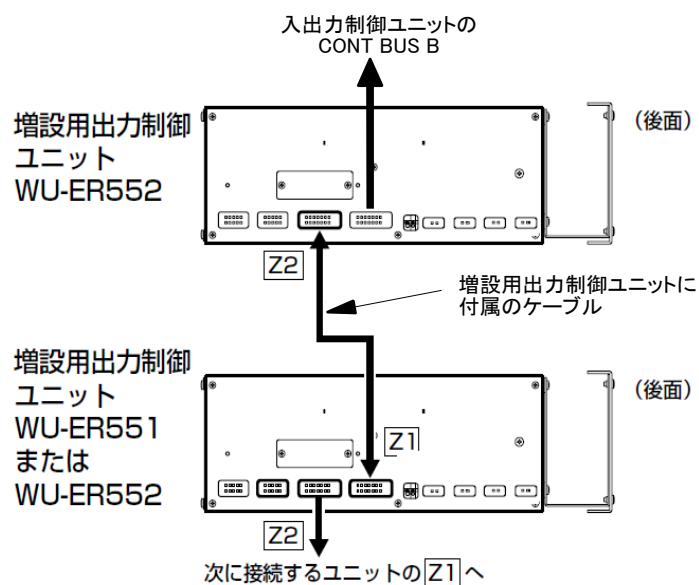 入出力制御ユニットの
CONT BUS B
増設用出力制御
ユニット
WU-ER552
(後面)
Z2
増設用出力制御ユニットに
付属のケーブル
増設用出力制御
ユニット
WU-ER551
または
WU-ER552
(後面)
Z1
Z2
次に接続するユニットのZ1へ